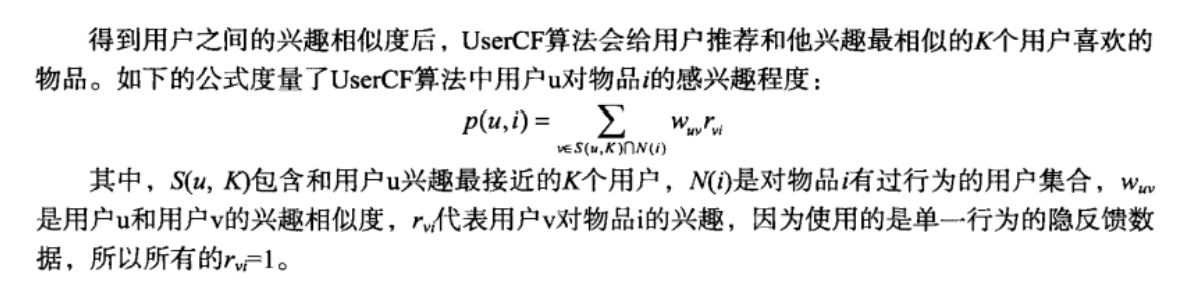 得到用户之间的兴趣相似度后，UserCF算法会给用户推荐和他兴趣最相似的K个用户喜欢的
物品。如下的公式度量了UserCF算法中用户u对物品i的感兴趣程度：
p(u,i) = ∑ w_{uv}r_{vi}
v∈S(u,K)∩N(i)
其中，S(u, K)包含和用户u兴趣最接近的K个用户，N(i)是对物品i有过行为的用户集合，w_{uv}
是用户u和用户v的兴趣相似度，r_{vi}代表用户v对物品i的兴趣，因为使用的是单一行为的隐反馈数
据，所以所有的r_{vi}=1。